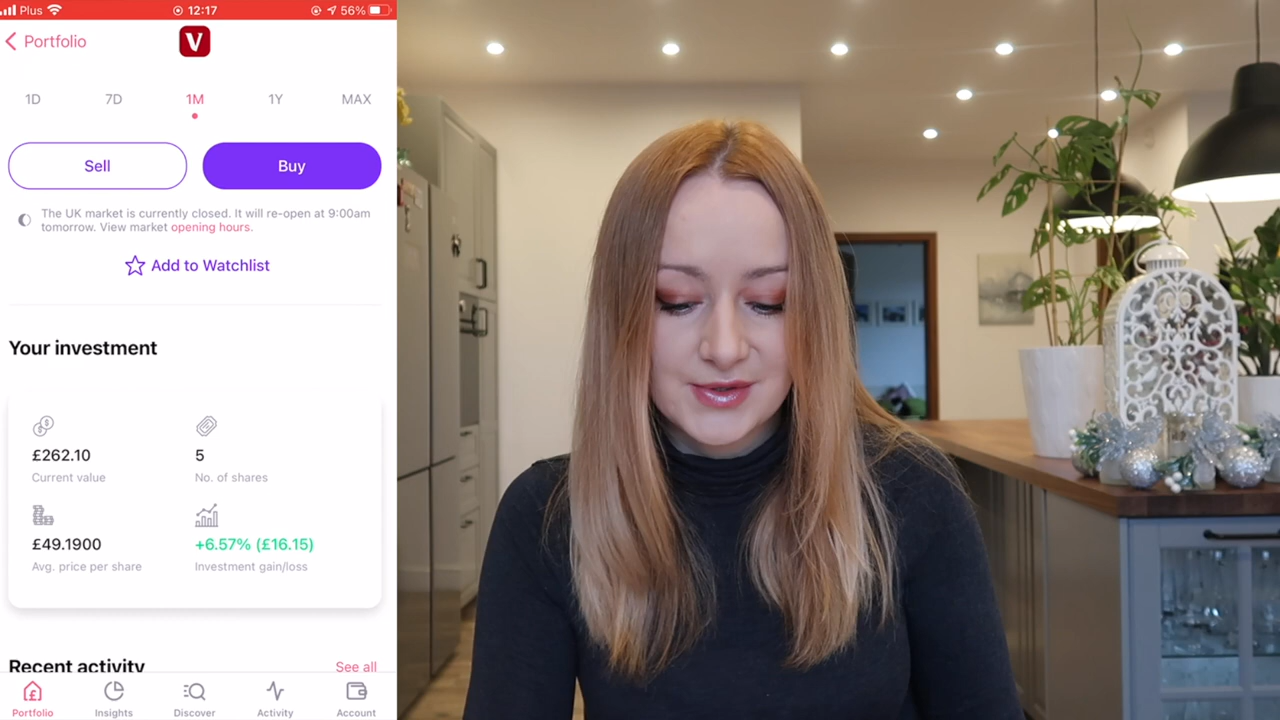 Plus 12:17 56%
Portfolio V
1D 7D 1M 1Y MAX
Sell Buy
The UK market is currently closed. It will re-open at 9:00am
tomorrow. View market opening hours.
Add to Watchlist
Your investment
£262.10 5
Current value No. of shares
£49.1900 +6.57% (£16.15)
Avg. price per share Investment gain/loss
Recent activity See all
Portfolio Insights Discover Activity Account